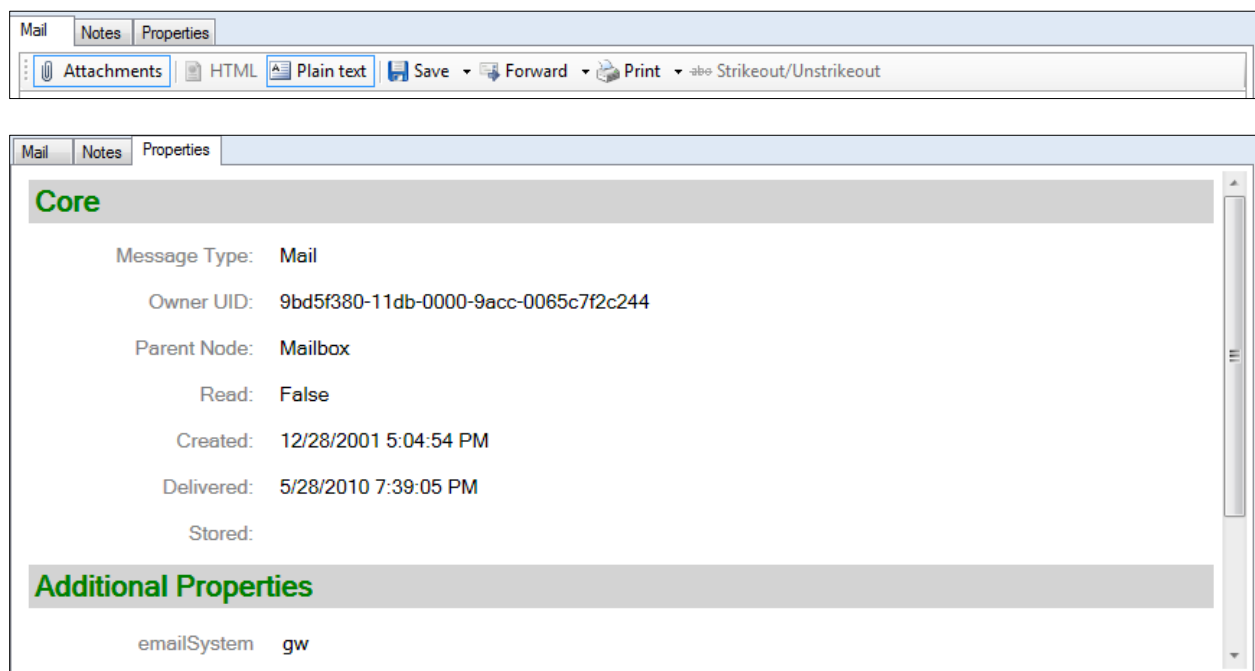 Mail Notes Properties
Attachments HTML Plain text Save Forward Print abc Strikeout/Unstrikeout
Mail Notes Properties
Core
Message Type: Mail
Owner UID: 9bd5f380-11db-0000-9acc-0065c7f2c244
Parent Node: Mailbox
Read: False
Created: 12/28/2001 5:04:54 PM
Delivered: 5/28/2010 7:39:05 PM
Stored:
Additional Properties
emailSystem gw